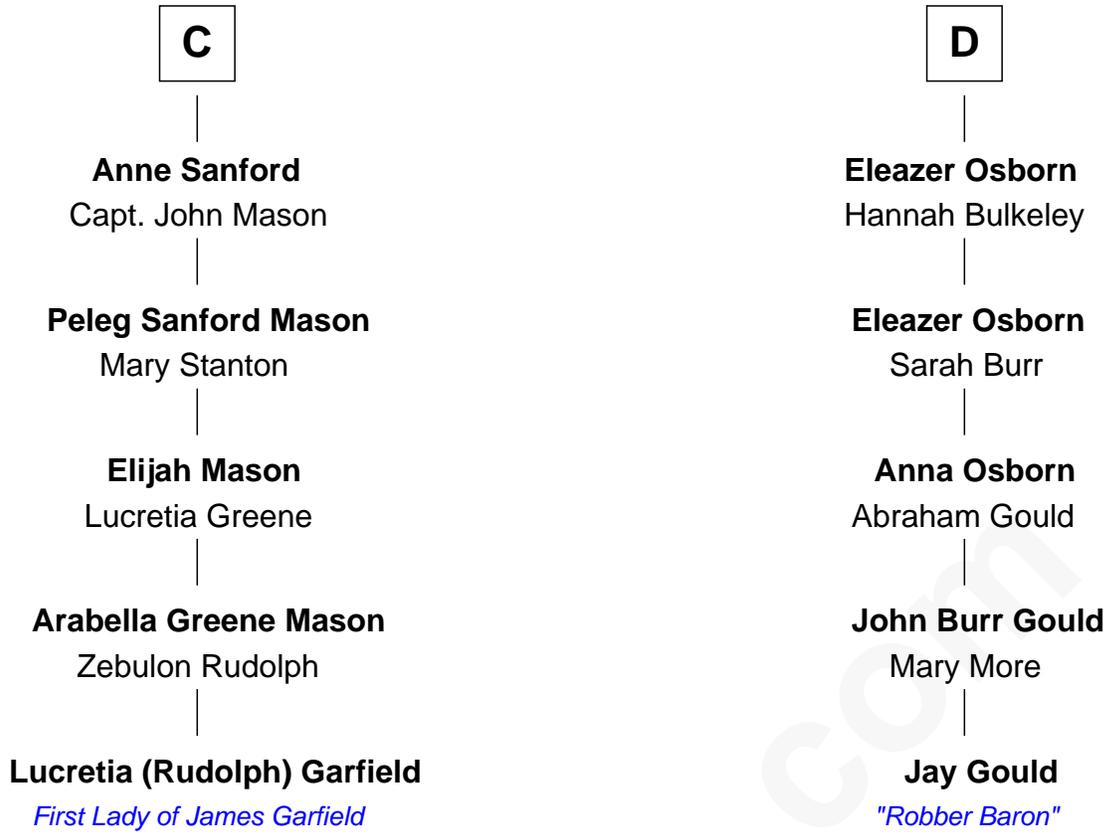 C
Anne Sanford
Capt. John Mason
Peleg Sanford Mason
Mary Stanton
Elijah Mason
Lucretia Greene
Arabella Greene Mason
Zebulon Rudolph
Lucretia (Rudolph) Garfield
First Lady of James Garfield
D
Eleazer Osborn
Hannah Bulkeley
Eleazer Osborn
Sarah Burr
Anna Osborn
Abraham Gould
John Burr Gould
Mary More
Jay Gould
"Robber Baron"
com